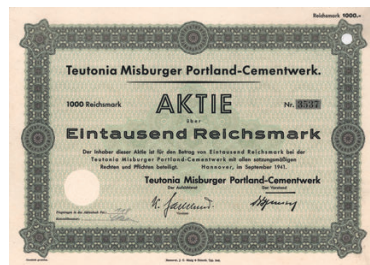 Reichsmark 1000.–
Teutonia Misburger Portland-Cementwerk.
1000 Reichsmark AKTIE Nr. 3537
über
Eintausend Reichsmark
Der Inhaber dieser Aktie ist für den Betrag von Eintausend Reichsmark bei der
Teutonia Misburger Portland-Cementwerk mit allen satzungsmäßigen
Rechten und Pflichten beteiligt. Hannover, im September 1941.
Teutonia Misburger Portland-Cementwerk
Der Aufsichtsrat Der Vorstand